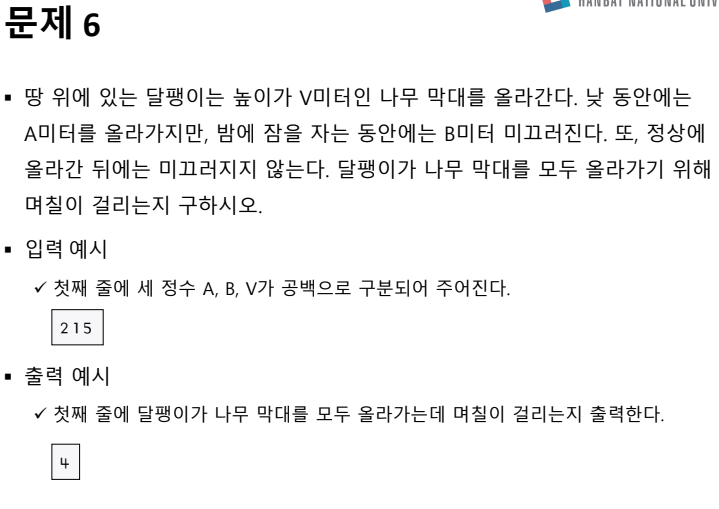 문제 6
HANBAT NATIONAL UNIV
▪ 땅 위에 있는 달팽이는 높이가 V미터인 나무 막대를 올라간다. 낮 동안에는
A미터를 올라가지만, 밤에 잠을 자는 동안에는 B미터 미끄러진다. 또, 정상에
올라간 뒤에는 미끄러지지 않는다. 달팽이가 나무 막대를 모두 올라가기 위해
며칠이 걸리는지 구하시오.
▪ 입력 예시
✓ 첫째 줄에 세 정수 A, B, V가 공백으로 구분되어 주어진다.
2 1 5
▪ 출력 예시
✓ 첫째 줄에 달팽이가 나무 막대를 모두 올라가는데 며칠이 걸리는지 출력한다.
4